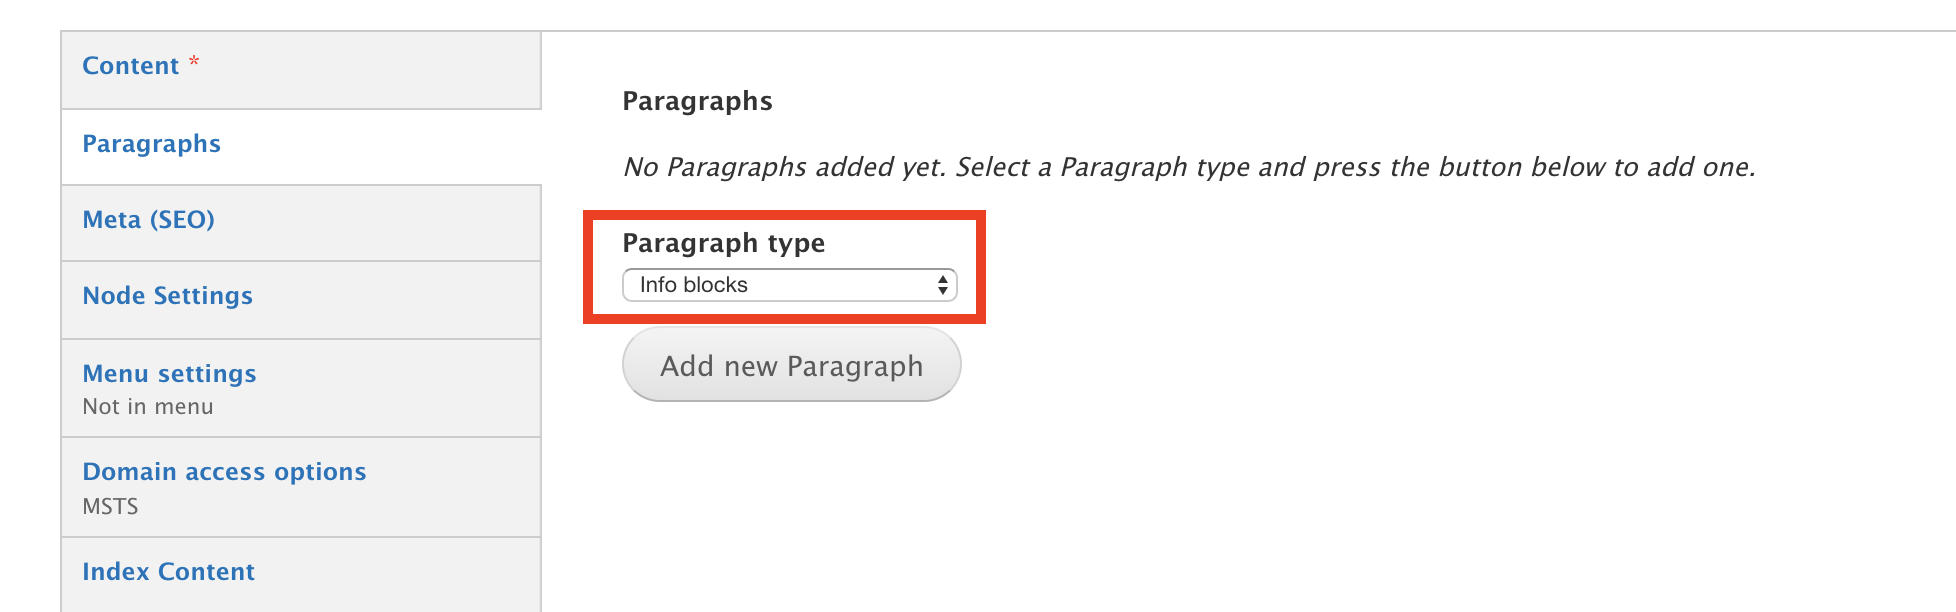 Content *
Paragraphs
Meta (SEO)
Node Settings
Menu settings
Not in menu
Domain access options
MSTS
Index Content
Paragraphs
No Paragraphs added yet. Select a Paragraph type and press the button below to add one.
Paragraph type
Info blocks
Add new Paragraph